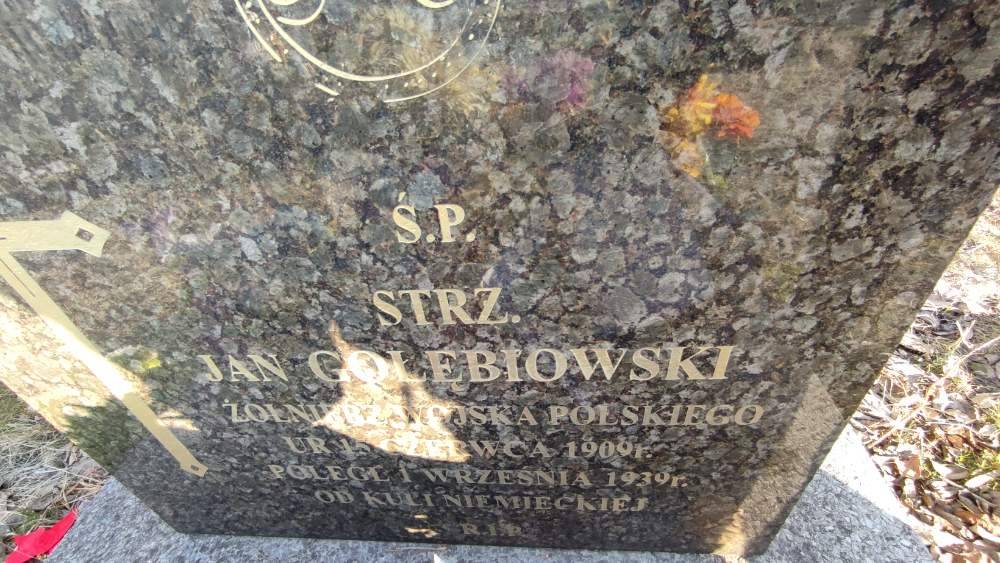 Ś.P.
STRZ.
JAN GOŁĘBIOWSKI
ŻOŁNIERZ WOJSKA POLSKIEGO
UR CZERWCA 1909r.
POLEGŁ 1 WRZEŚNIA 1939r.
OD KULI NIEMIECKIEJ
R.I.P.